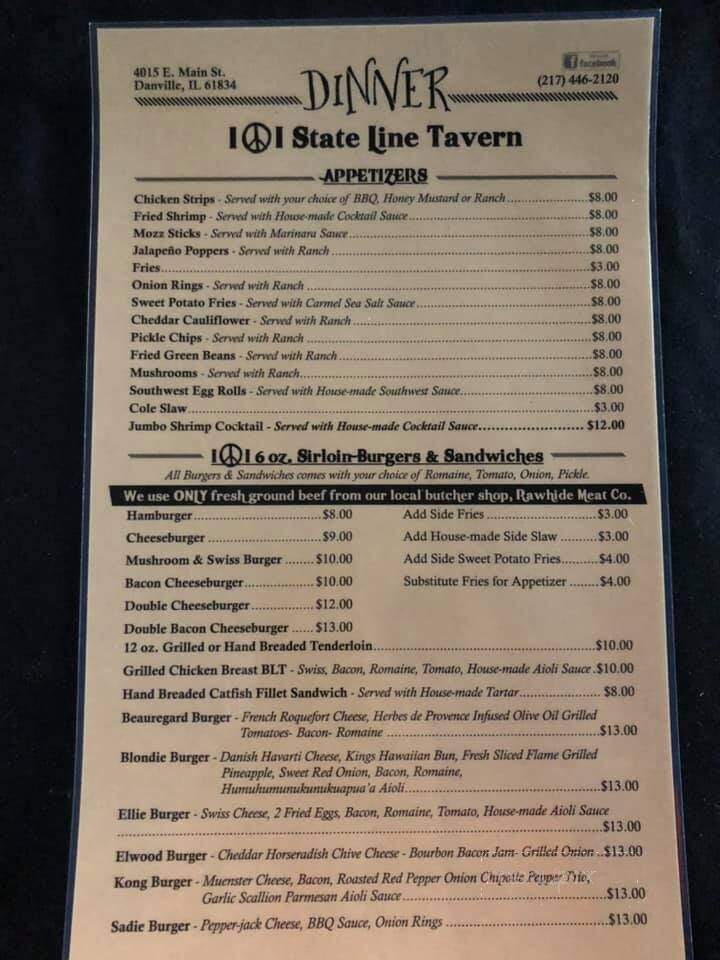 4015 E. Main St.
Danville, IL 61834
DINNER
facebook
(217) 446-2120
1☮1 State Line Tavern
APPETIZERS
Chicken Strips - Served with your choice of BBQ, Honey Mustard or Ranch....................$8.00
Fried Shrimp - Served with House-made Cocktail Sauce....................$8.00
Mozz Sticks - Served with Marinara Sauce....................$8.00
Jalapeño Poppers - Served with Ranch....................$8.00
Fries....................$3.00
Onion Rings - Served with Ranch....................$8.00
Sweet Potato Fries - Served with Carmel Sea Salt Sauce....................$8.00
Cheddar Cauliflower - Served with Ranch....................$8.00
Pickle Chips - Served with Ranch....................$8.00
Fried Green Beans - Served with Ranch....................$8.00
Mushrooms - Served with Ranch....................$8.00
Southwest Egg Rolls - Served with House-made Southwest Sauce....................$8.00
Cole Slaw....................$3.00
Jumbo Shrimp Cocktail - Served with House-made Cocktail Sauce.................... $12.00
1☮1 6 oz. Sirloin-Burgers & Sandwiches
All Burgers & Sandwiches comes with your choice of Romaine, Tomato, Onion, Pickle.
We use ONLY fresh ground beef from our local butcher shop, Rawhide Meat Co.
Hamburger....................$8.00
Cheeseburger....................$9.00
Mushroom & Swiss Burger ....... $10.00
Bacon Cheeseburger.................... $10.00
Double Cheeseburger.................... $12.00
Double Bacon Cheeseburger ...... $13.00
Add Side Fries ....................$3.00
Add House-made Side Slaw ..........$3.00
Add Side Sweet Potato Fries..........$4.00
Substitute Fries for Appetizer .......$4.00
12 oz. Grilled or Hand Breaded Tenderloin....................$10.00
Grilled Chicken Breast BLT - Swiss, Bacon, Romaine, Tomato, House-made Aioli Sauce .$10.00
Hand Breaded Catfish Fillet Sandwich - Served with House-made Tartar.................... $8.00
Beauregard Burger - French Roquefort Cheese, Herbes de Provence Infused Olive Oil Grilled
Tomatoes- Bacon- Romaine ....................$13.00
Blondie Burger - Danish Havarti Cheese, Kings Hawaiian Bun, Fresh Sliced Flame Grilled
Pineapple, Sweet Red Onion, Bacon, Romaine,
Humuhumunukunukuapua'a Aioli....................$13.00
Ellie Burger - Swiss Cheese, 2 Fried Eggs, Bacon, Romaine, Tomato, House-made Aioli Sauce
....................$13.00
Elwood Burger - Cheddar Horseradish Chive Cheese - Bourbon Bacon Jam- Grilled Onion ..$13.00
Kong Burger - Muenster Cheese, Bacon, Roasted Red Pepper Onion Chipotle Pepper Trio,
Garlic Scallion Parmesan Aioli Sauce....................$13.00
Sadie Burger - Pepper-jack Cheese, BBQ Sauce, Onion Rings ....................$13.00